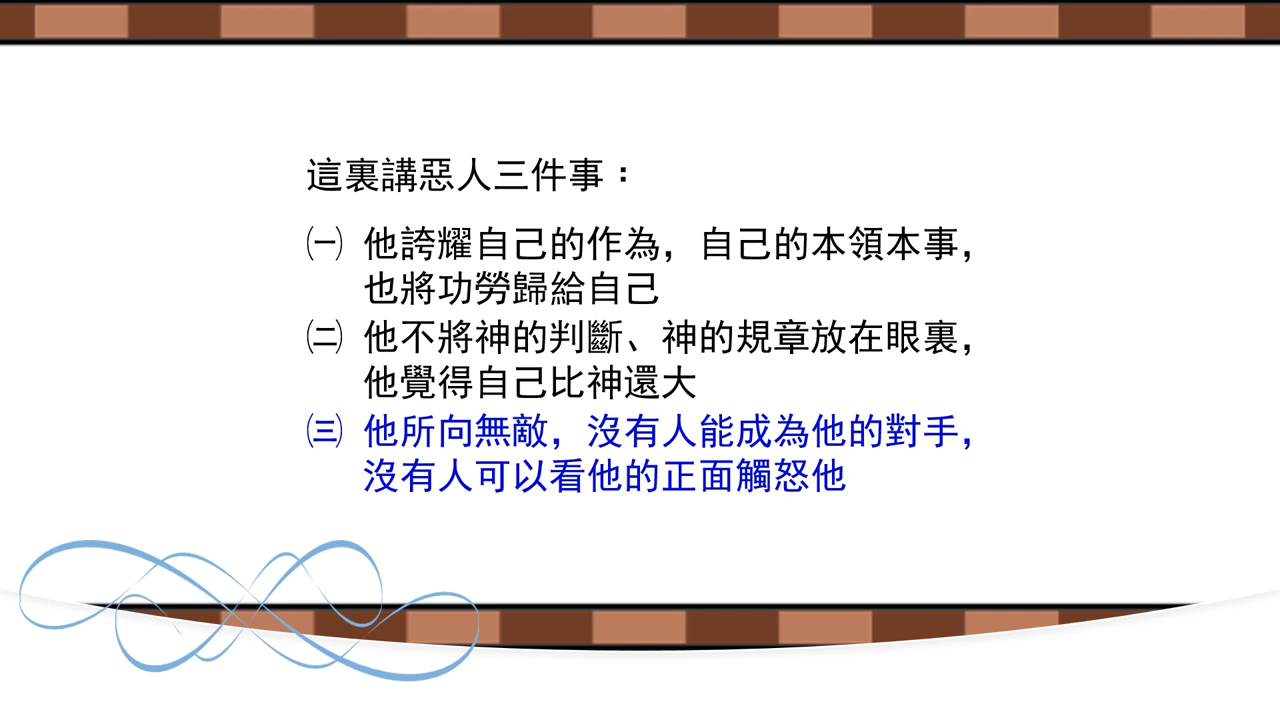 這裏講惡人三件事：
㈠ 他誇耀自己的作為，自己的本領本事，
也將功勞歸給自己
㈡ 他不將神的判斷、神的規章放在眼裏，
他覺得自己比神還大
㈢ 他所向無敵，沒有人能成為他的對手，
沒有人可以看他的正面觸怒他